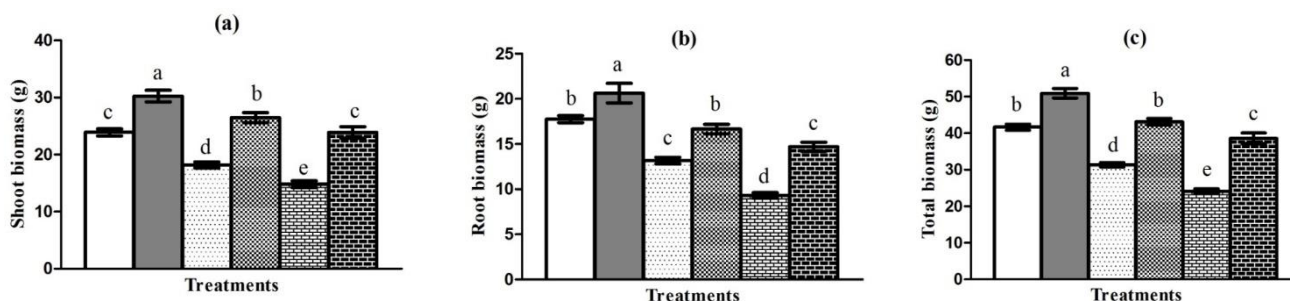 (a)
Shoot biomass (g)
40
30
20
10
0
c
a
d
b
e
c
Treatments
(b)
Root biomass (g)
25
20
15
10
5
0
b
a
c
b
d
c
Treatments
(c)
Total biomass (g)
60
50
40
30
20
10
0
b
a
d
b
e
c
Treatments